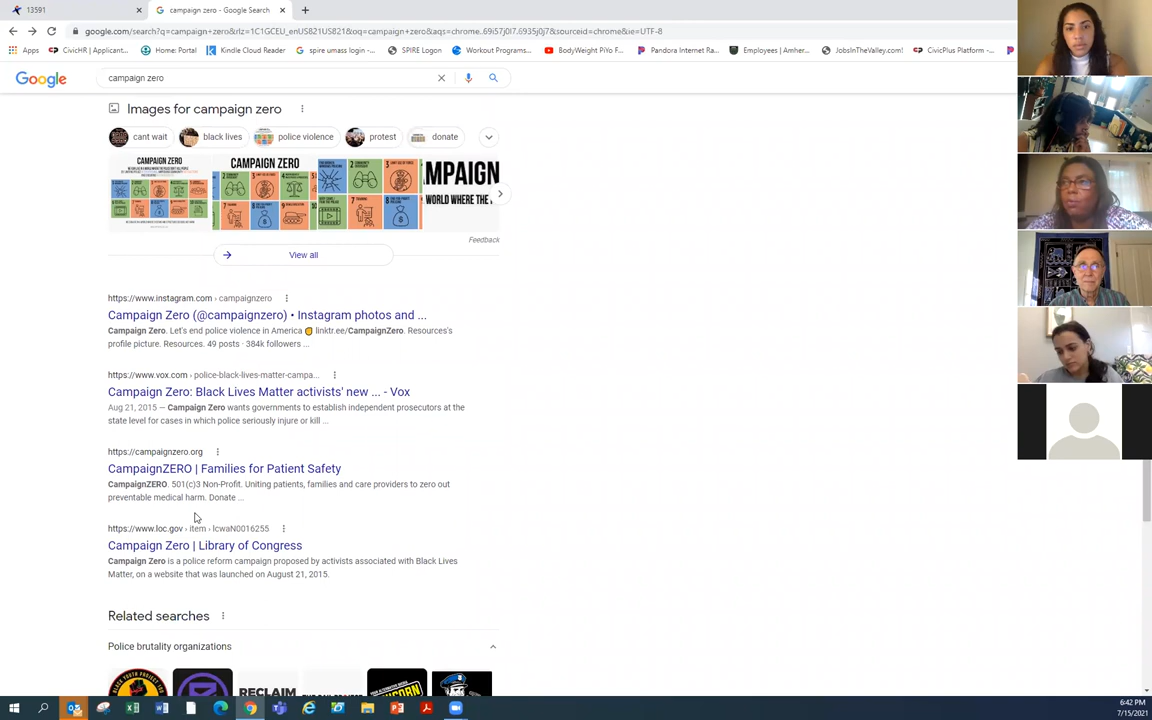 13591
campaign zero - Google Search
google.com/search?q=campaign+zero&rlz=1C1GCEU_enUS821US821&oq=campaign+zero&aqs=chrome..69i57j0l7.6935j0j7&sourceid=chrome&ie=UTF-8
Apps
CivicHR | Applicant...
Home: Portal
Kindle Cloud Reader
spire umass login -...
SPIRE Logon
Workout Programs...
BodyWeight PiYo F...
Pandora Internet Ra...
Employees | Amher...
JobsInTheValley.com!
CivicPlus Platform -...
Google
campaign zero
Images for campaign zero
cant wait
black lives
police violence
protest
donate
CAMPAIGN ZERO
CAMPAIGN ZERO
MPAIGN
WORLD WHERE THE
Feedback
View all
https://www.instagram.com › campaignzero
Campaign Zero (@campaignzero) • Instagram photos and ...
Campaign Zero. Let's end police violence in America ✊ linktr.ee/CampaignZero. Resources's
profile picture. Resources. 49 posts · 384k followers ...
https://www.vox.com › police-black-lives-matter-campa...
Campaign Zero: Black Lives Matter activists' new ... - Vox
Aug 21, 2015 — Campaign Zero wants governments to establish independent prosecutors at the
state level for cases in which police seriously injure or kill ...
https://campaignzero.org
CampaignZERO | Families for Patient Safety
CampaignZERO. 501(c)3 Non-Profit. Uniting patients, families and care providers to zero out
preventable medical harm. Donate ...
https://www.loc.gov › item › lcwaN0016255
Campaign Zero | Library of Congress
Campaign Zero is a police reform campaign proposed by activists associated with Black Lives
Matter, on a website that was launched on August 21, 2015.
Related searches
Police brutality organizations
RECLAIM
6:42 PM
7/15/2021